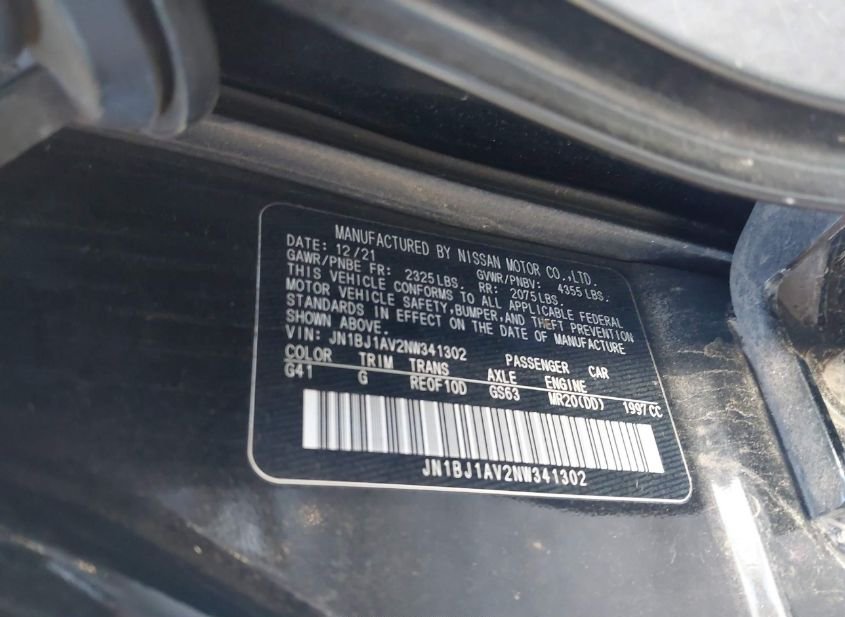 MANUFACTURED BY NISSAN MOTOR CO.,LTD.
DATE: 12/21 GVWR/PNBV: 4355LBS.
GAWR/PNBE FR: 2325LBS. RR: 2075LBS.
THIS VEHICLE CONFORMS TO ALL APPLICABLE FEDERAL
MOTOR VEHICLE SAFETY,BUMPER,AND THEFT PREVENTION
STANDARDS IN EFFECT ON THE DATE OF MANUFACTURE
SHOWN ABOVE.
VIN: JN1BJ1AV2NW341302 PASSENGER CAR
COLOR TRIM TRANS AXLE ENGINE
G41 G RE0F10D GS63 MR20(DD) 1997CC
JN1BJ1AV2NW341302